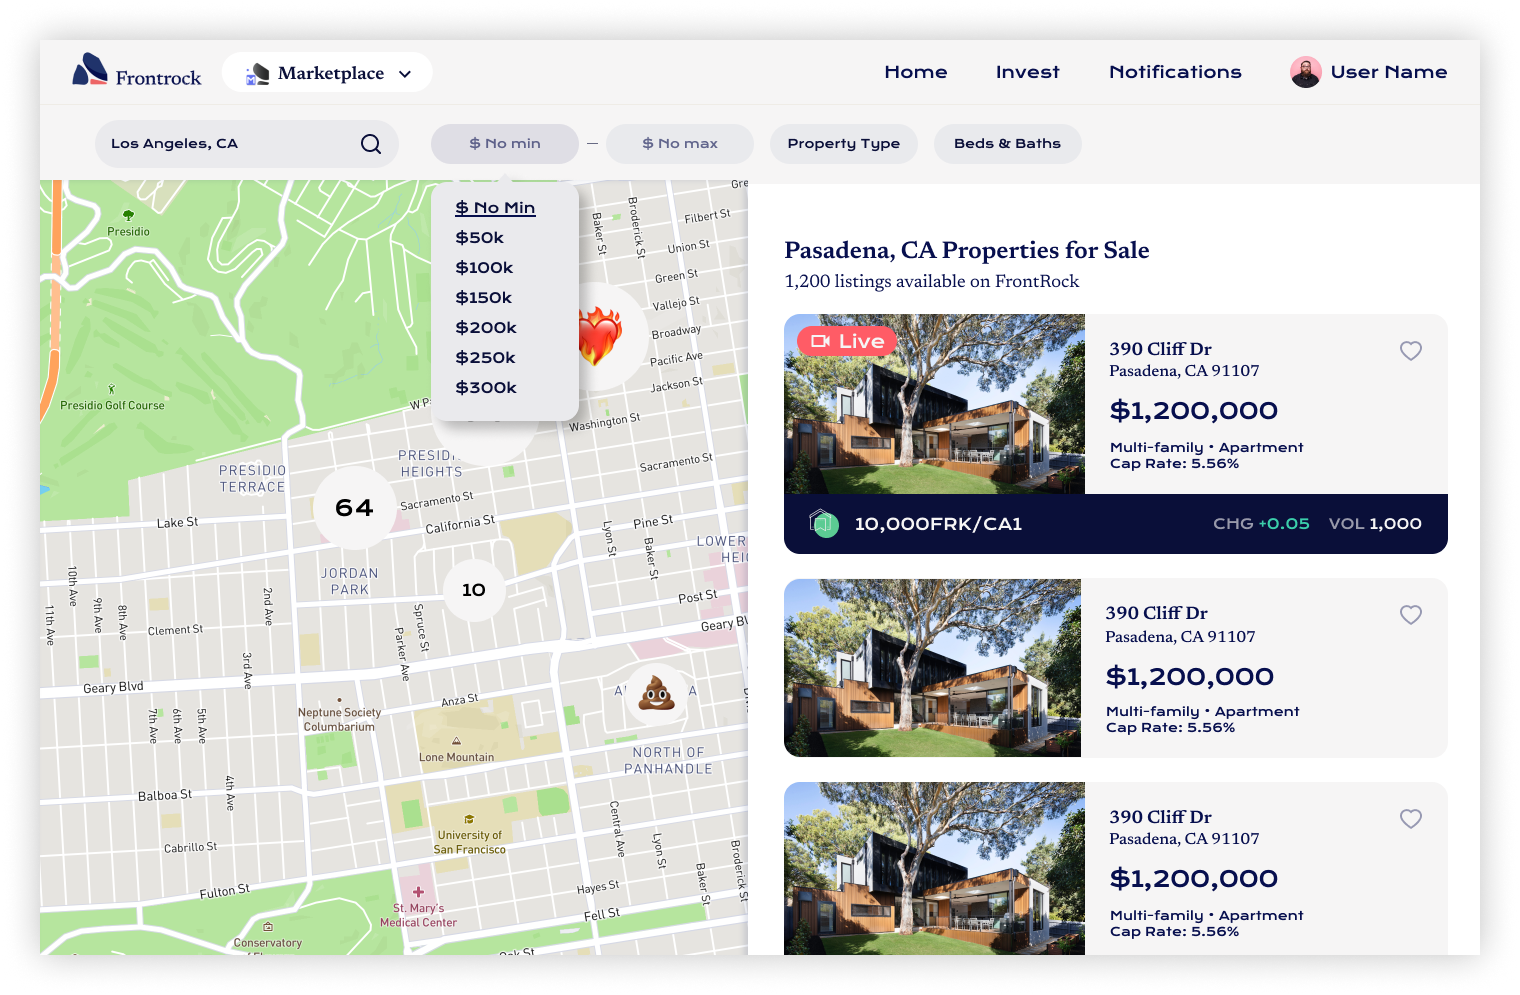 Frontrock
Marketplace
Home
Invest
Notifications
User Name
Los Angeles, CA
$ No min
$ No max
Property Type
Beds & Baths
$ No Min
$50k
$100k
$150k
$200k
$250k
$300k
Presidio
Presidio Golf Course
Baker St
Broderick St
Filbert St
Union St
Green St
Vallejo St
Broadway
Pacific Ave
Jackson St
Washington St
Sacramento St
PRESIDIO
TERRACE
HEIGHTS
64
Sacramento St
California St
Lake St
Lyon St
Pine St
Baker St
LOWER
JORDAN
PARK
10
Post St
Geary Bl
10th Ave
11th Ave
9th Ave
8th Ave
2nd Ave
Clement St
Spruce St
Parker Ave
3rd Ave
Geary Blvd
Anza St
Neptune Society
Columbarium
7th Ave
6th Ave
5th Ave
Lone Mountain
NORTH OF
PANHANDLE
4th Ave
Balboa St
University of
San Francisco
Central Ave
Lyon St
Baker St
Broderick St
Cabrillo St
Fulton St
Hayes St
Fell St
St. Mary's
Medical Center
Conservatory
Oak St
Pasadena, CA Properties for Sale
1,200 listings available on FrontRock
Live
390 Cliff Dr
Pasadena, CA 91107
$1,200,000
Multi-family • Apartment
Cap Rate: 5.56%
10,000FRK/CA1
CHG +0.05
VOL 1,000
390 Cliff Dr
Pasadena, CA 91107
$1,200,000
Multi-family • Apartment
Cap Rate: 5.56%
390 Cliff Dr
Pasadena, CA 91107
$1,200,000
Multi-family • Apartment
Cap Rate: 5.56%